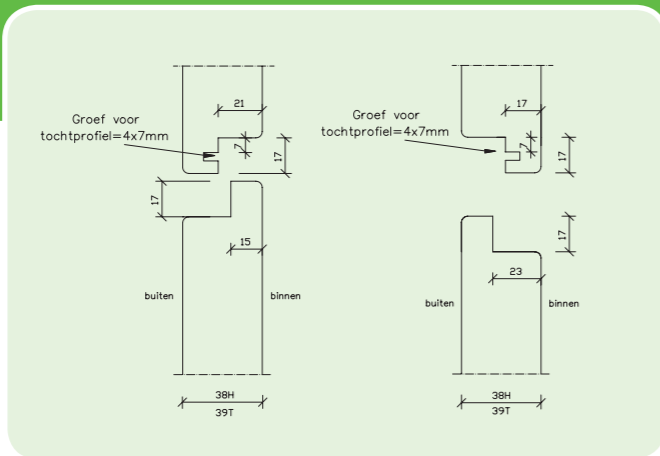 21
Groef voor
tochtprofiel=4x7mm
7
17
17
15
buiten
binnen
38H
39T
17
Groef voor
tochtprofiel=4x7mm
7
17
17
23
buiten
binnen
38H
39T